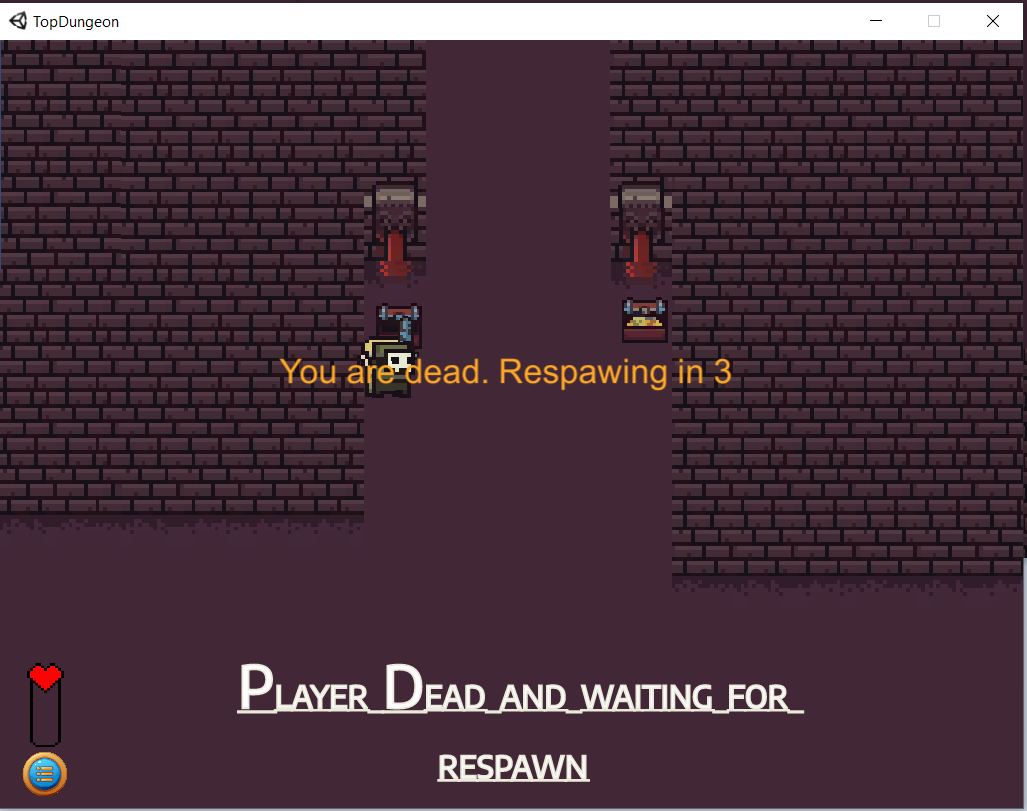 TopDungeon
You are dead. Respawing in 3
Player Dead and waiting for
respawn